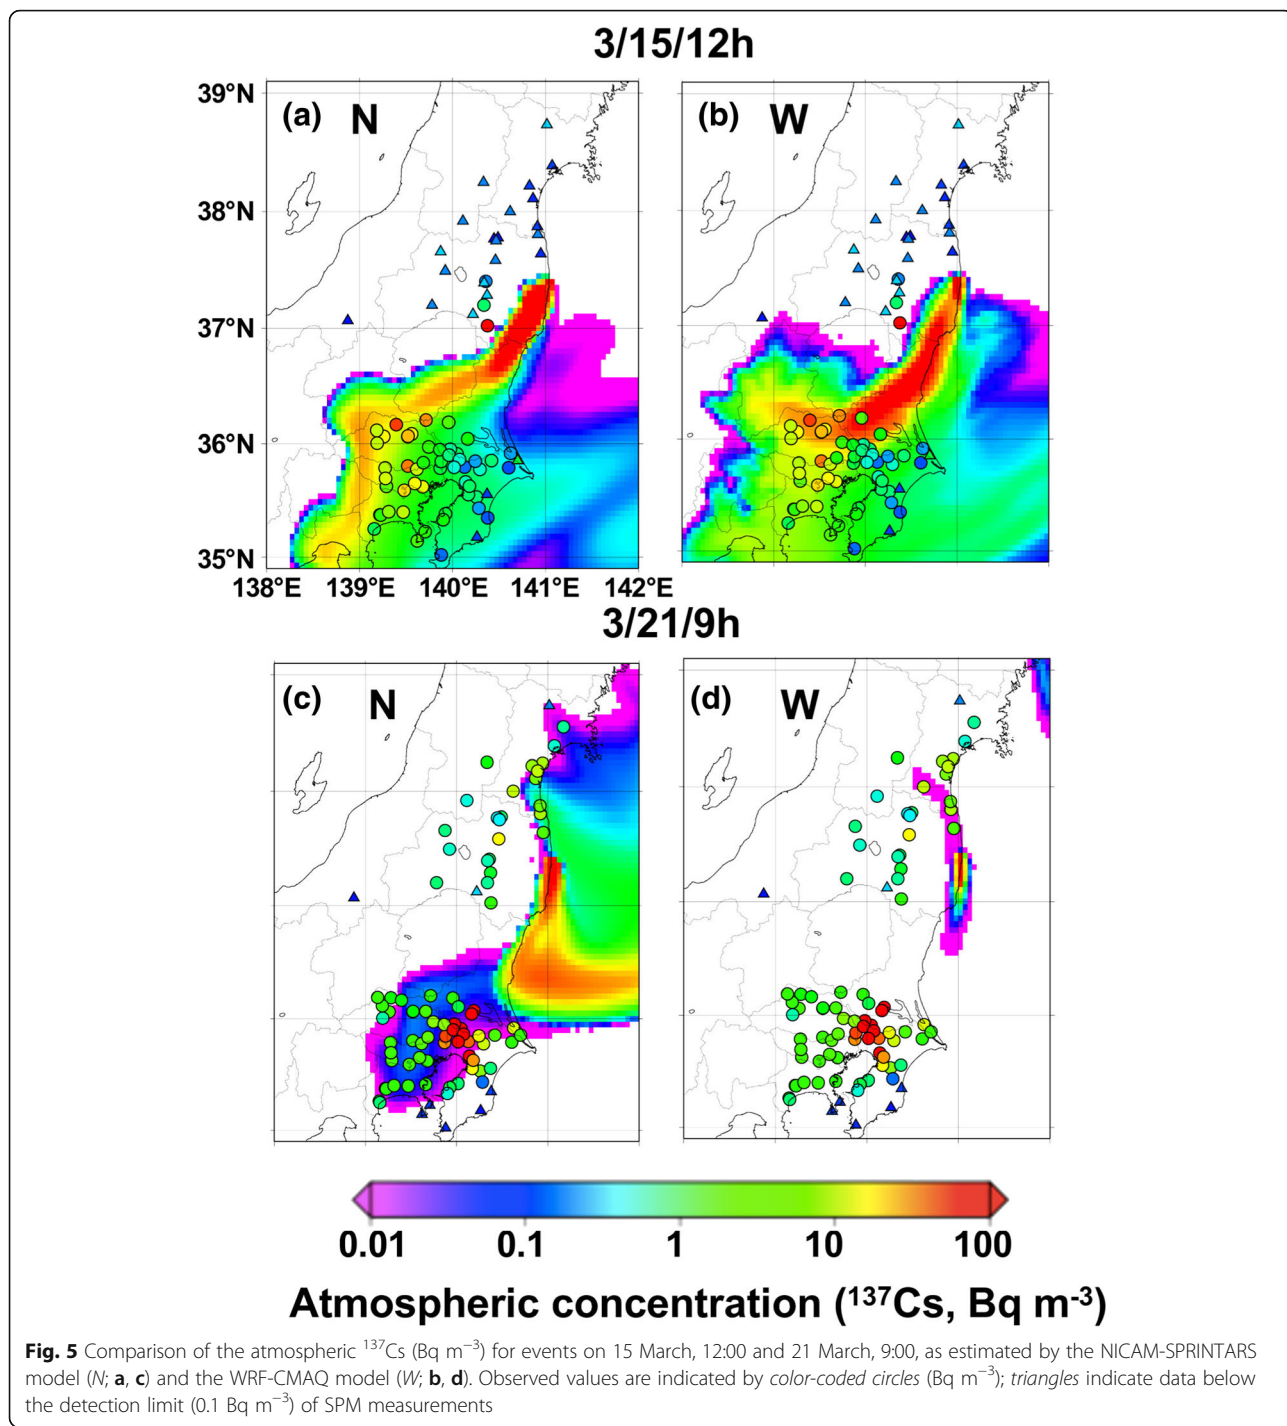 3/15/12h
39°N
(a) N
(b) W
38°N
37°N
36°N
35°N
138°E 139°E 140°E 141°E 142°E
3/21/9h
(c) N
(d) W
0.01 0.1 1 10 100
Atmospheric concentration (¹³⁷Cs, Bq m⁻³)
Fig. 5 Comparison of the atmospheric ¹³⁷Cs (Bq m⁻³) for events on 15 March, 12:00 and 21 March, 9:00, as estimated by the NICAM-SPRINTARS
model (N; a, c) and the WRF-CMAQ model (W; b, d). Observed values are indicated by color-coded circles (Bq m⁻³); triangles indicate data below
the detection limit (0.1 Bq m⁻³) of SPM measurements